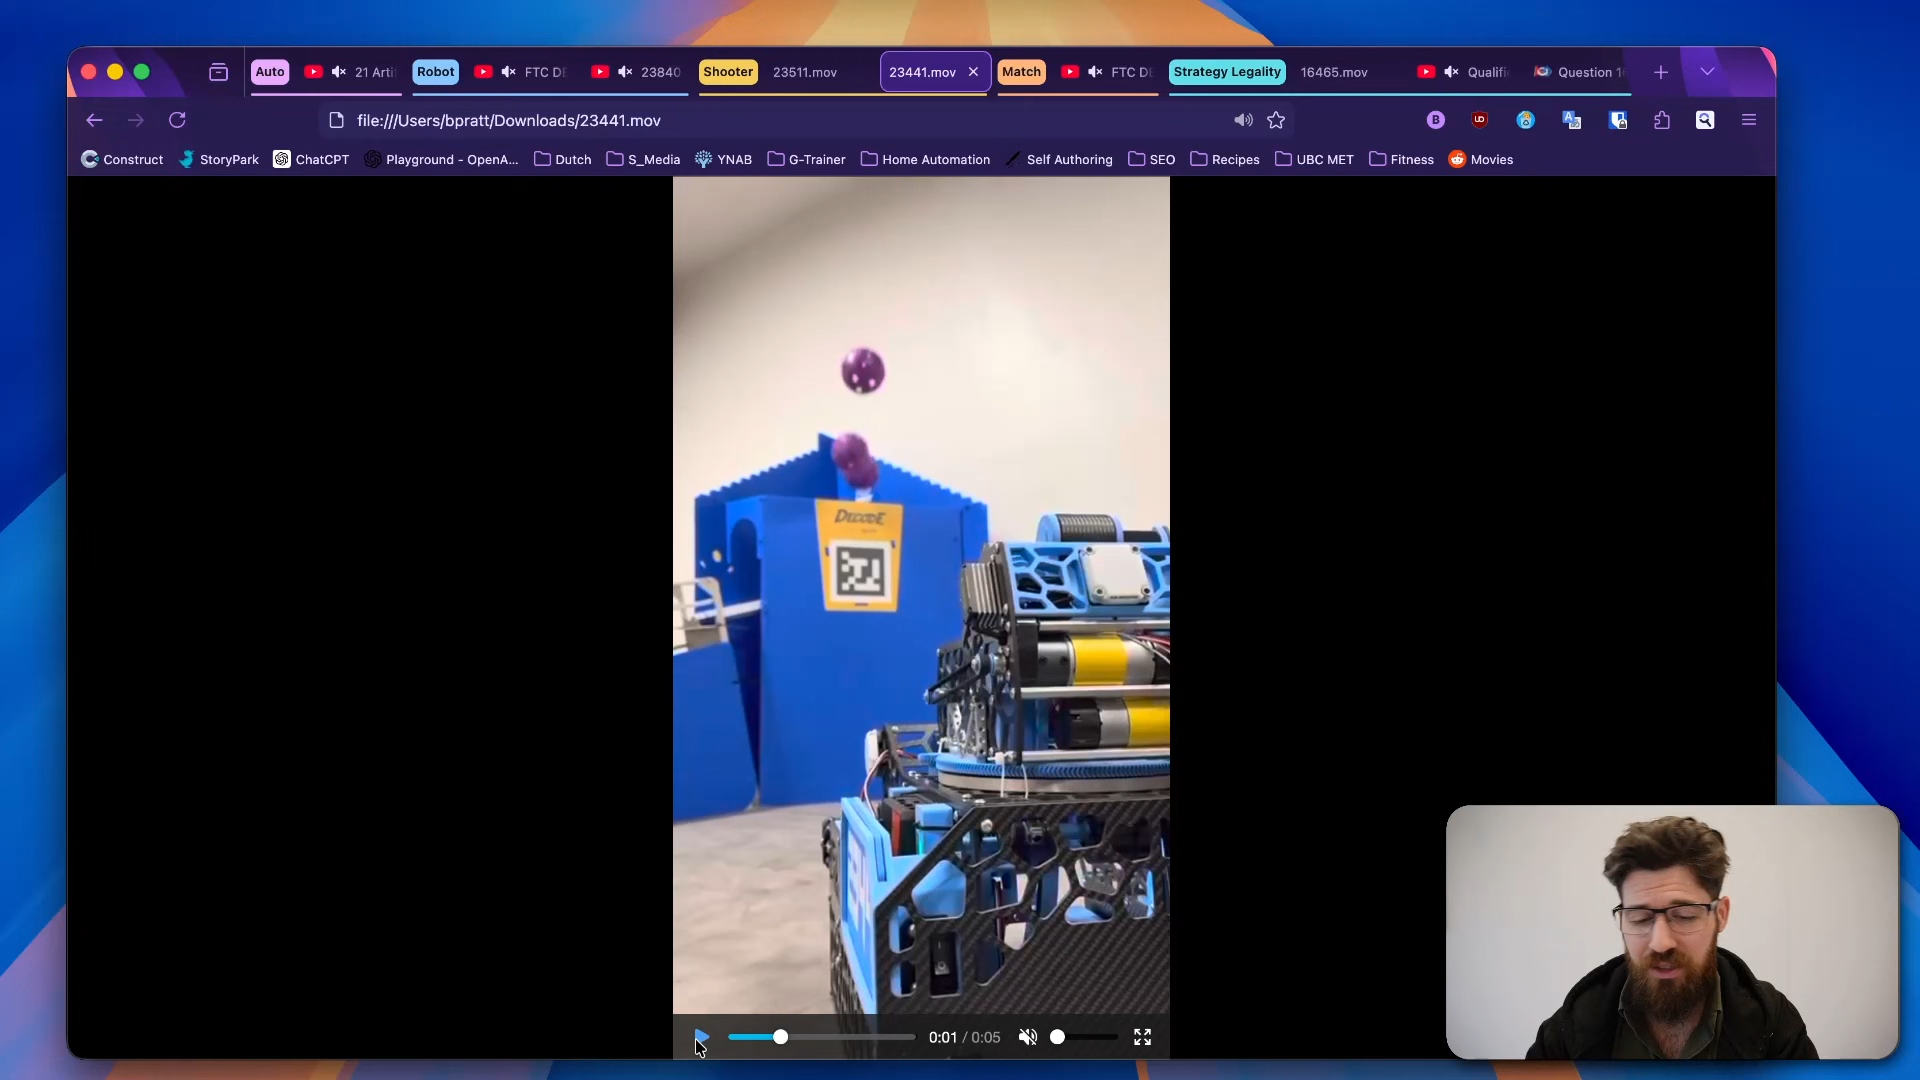 Auto
21 Arti
Robot
FTC DE
23840
Shooter
23511.mov
23441.mov
Match
FTC DE
Strategy Legality
16465.mov
Qualifi
Question 1
file:///Users/bpratt/Downloads/23441.mov
B
Construct
StoryPark
ChatCPT
Playground - OpenA...
Dutch
S_Media
YNAB
G-Trainer
Home Automation
Self Authoring
SEO
Recipes
UBC MET
Fitness
Movies
DECODE
0:01 / 0:05